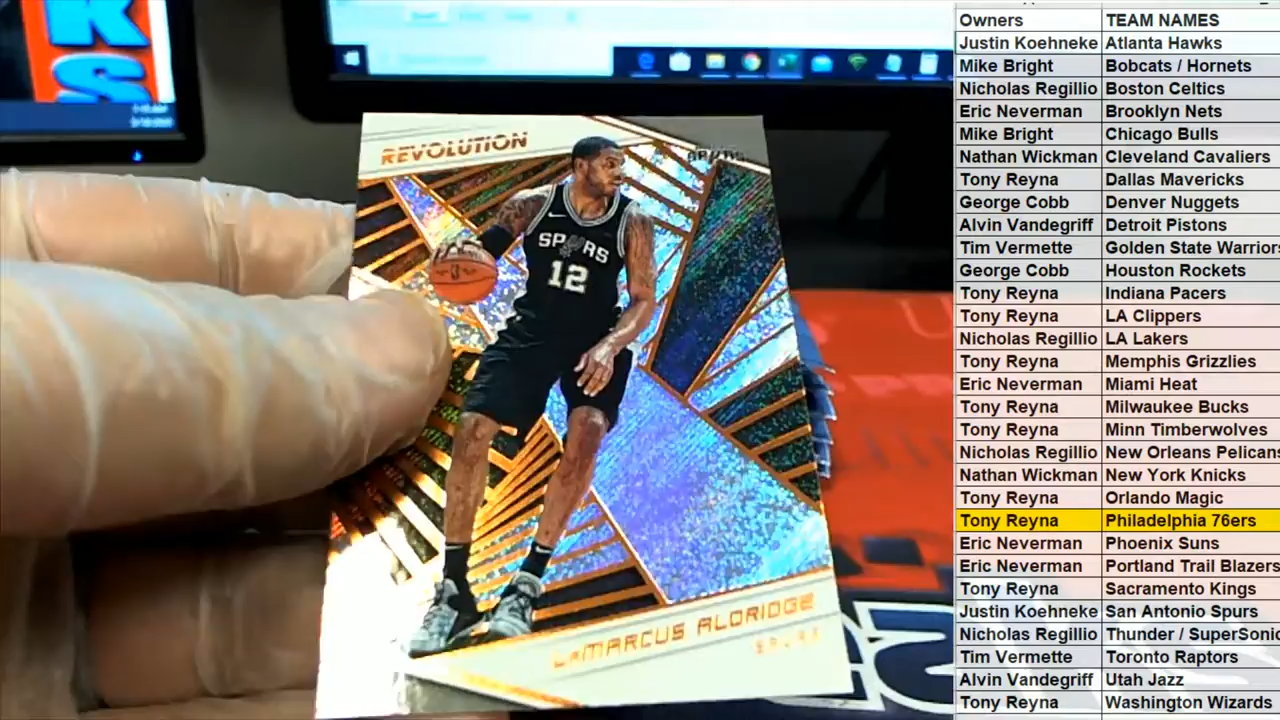 REVOLUTION
SPURS
12
LaMARCUS ALDRIDGE
SPURS
Owners TEAM NAMES
Justin Koehneke Atlanta Hawks
Mike Bright Bobcats / Hornets
Nicholas Regillio Boston Celtics
Eric Neverman Brooklyn Nets
Mike Bright Chicago Bulls
Nathan Wickman Cleveland Cavaliers
Tony Reyna Dallas Mavericks
George Cobb Denver Nuggets
Alvin Vandegriff Detroit Pistons
Tim Vermette Golden State Warriors
George Cobb Houston Rockets
Tony Reyna Indiana Pacers
Tony Reyna LA Clippers
Nicholas Regillio LA Lakers
Tony Reyna Memphis Grizzlies
Eric Neverman Miami Heat
Tony Reyna Milwaukee Bucks
Tony Reyna Minn Timberwolves
Nicholas Regillio New Orleans Pelicans
Nathan Wickman New York Knicks
Tony Reyna Orlando Magic
Tony Reyna Philadelphia 76ers
Eric Neverman Phoenix Suns
Eric Neverman Portland Trail Blazers
Tony Reyna Sacramento Kings
Justin Koehneke San Antonio Spurs
Nicholas Regillio Thunder / SuperSonic
Tim Vermette Toronto Raptors
Alvin Vandegriff Utah Jazz
Tony Reyna Washington Wizards